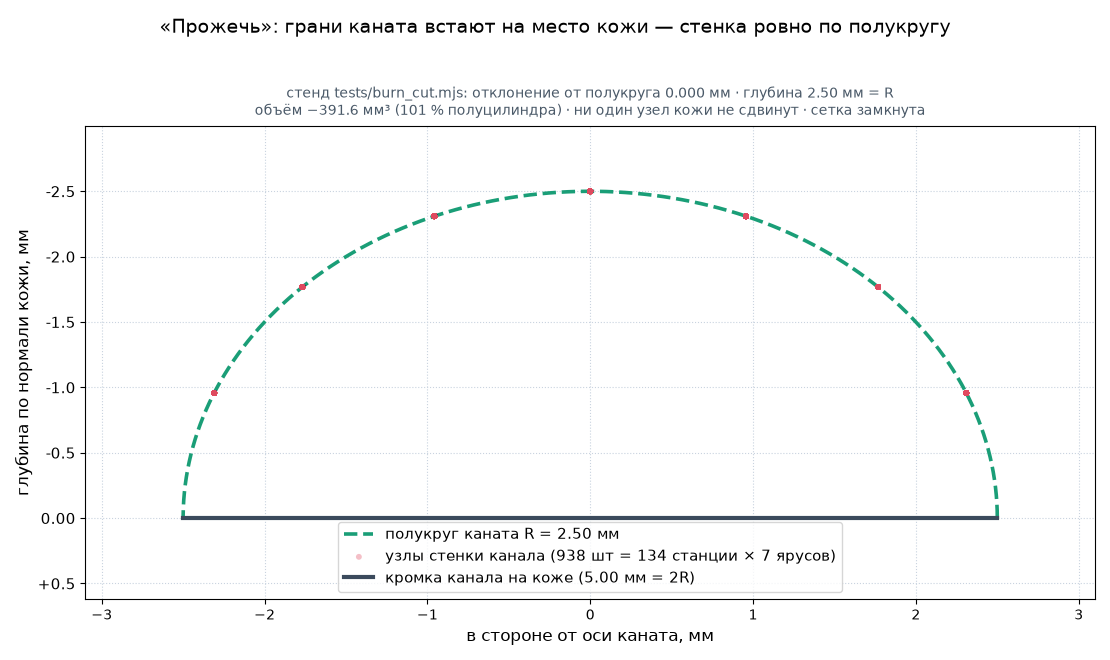 «Прожечь»: грани каната встают на место кожи — стенка ровно по полукругу
стенд tests/burn_cut.mjs: отклонение от полукруга 0.000 мм · глубина 2.50 мм = R
объём −391.6 мм³ (101 % полуцилиндра) · ни один узел кожи не сдвинут · сетка замкнута
глубина по нормали кожи, мм
-2.5
-2.0
-1.5
-1.0
-0.5
0.00
+0.5
полукруг каната R = 2.50 мм
узлы стенки канала (938 шт = 134 станции × 7 ярусов)
кромка канала на коже (5.00 мм = 2R)
−3
−2
−1
0
1
2
3
в стороне от оси каната, мм